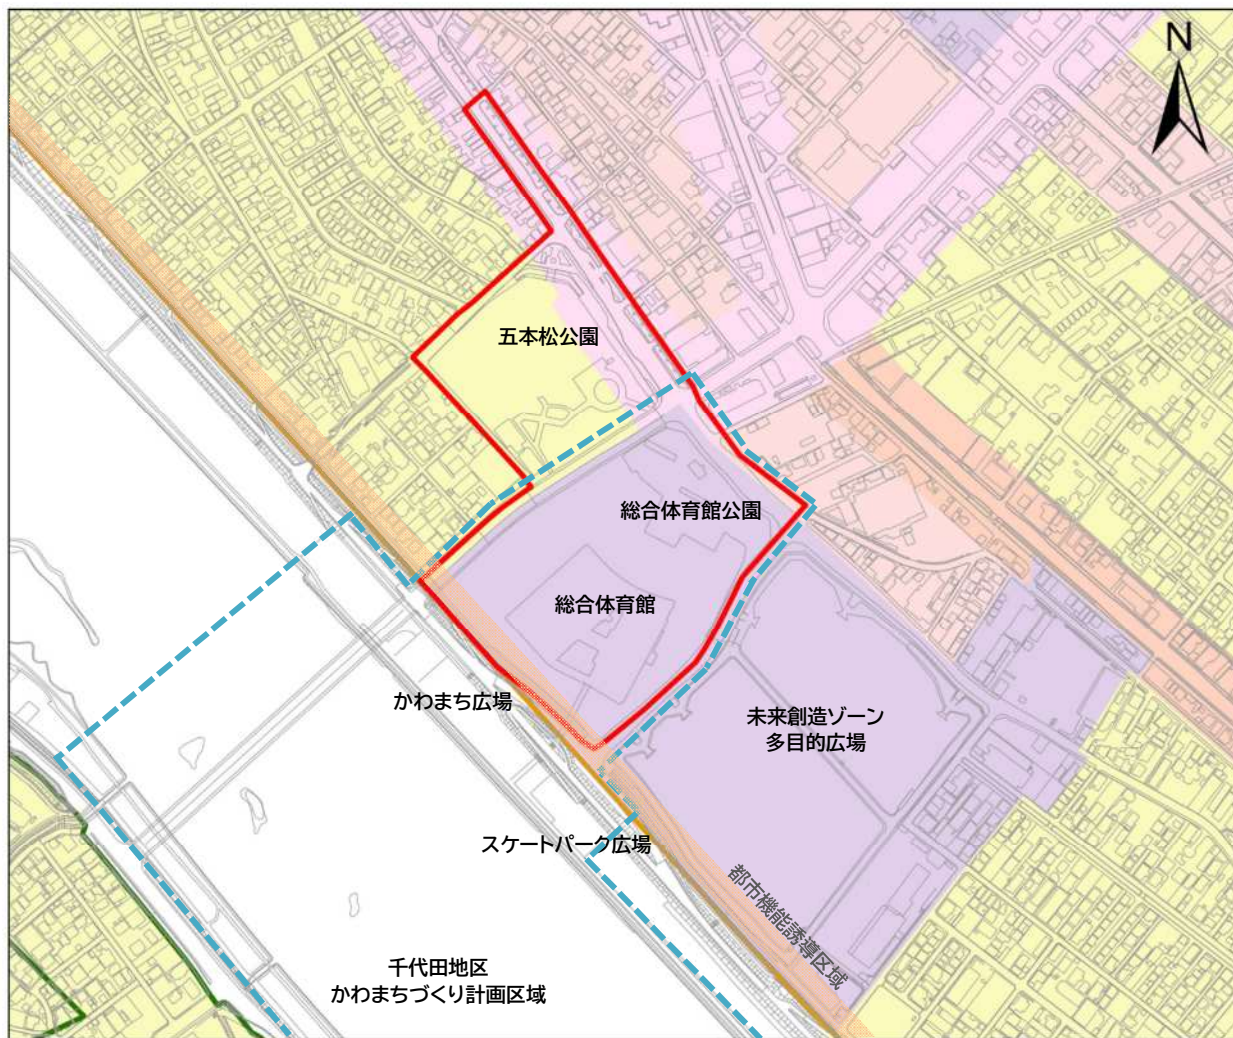 N
五本松公園
総合体育館公園
総合体育館
かわまち広場
未来創造ゾーン
多目的広場
スケートパーク広場
都市機能誘導区域
千代田地区
かわまちづくり計画区域